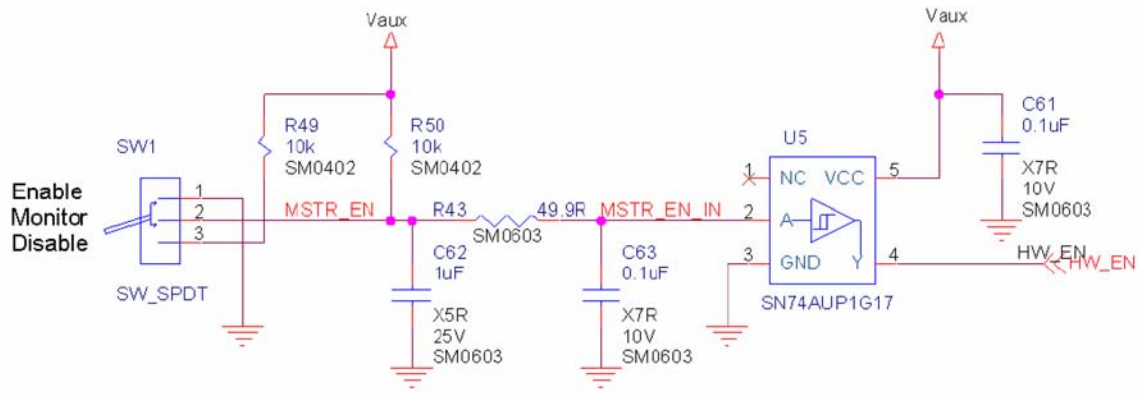 Vaux
Vaux
SW1
Enable
Monitor
Disable
SW_SPDT
1
2
3
R49
10k
SM0402
R50
10k
SM0402
MSTR_EN
R43
49.9R
SM0603
MSTR_EN_IN
C62
1uF
X5R
25V
SM0603
C63
0.1uF
X7R
10V
SM0603
U5
1
NC
VCC
5
2
A
3
GND
Y
4
SN74AUP1G17
C61
0.1uF
X7R
10V
SM0603
HW_EN
HW_EN